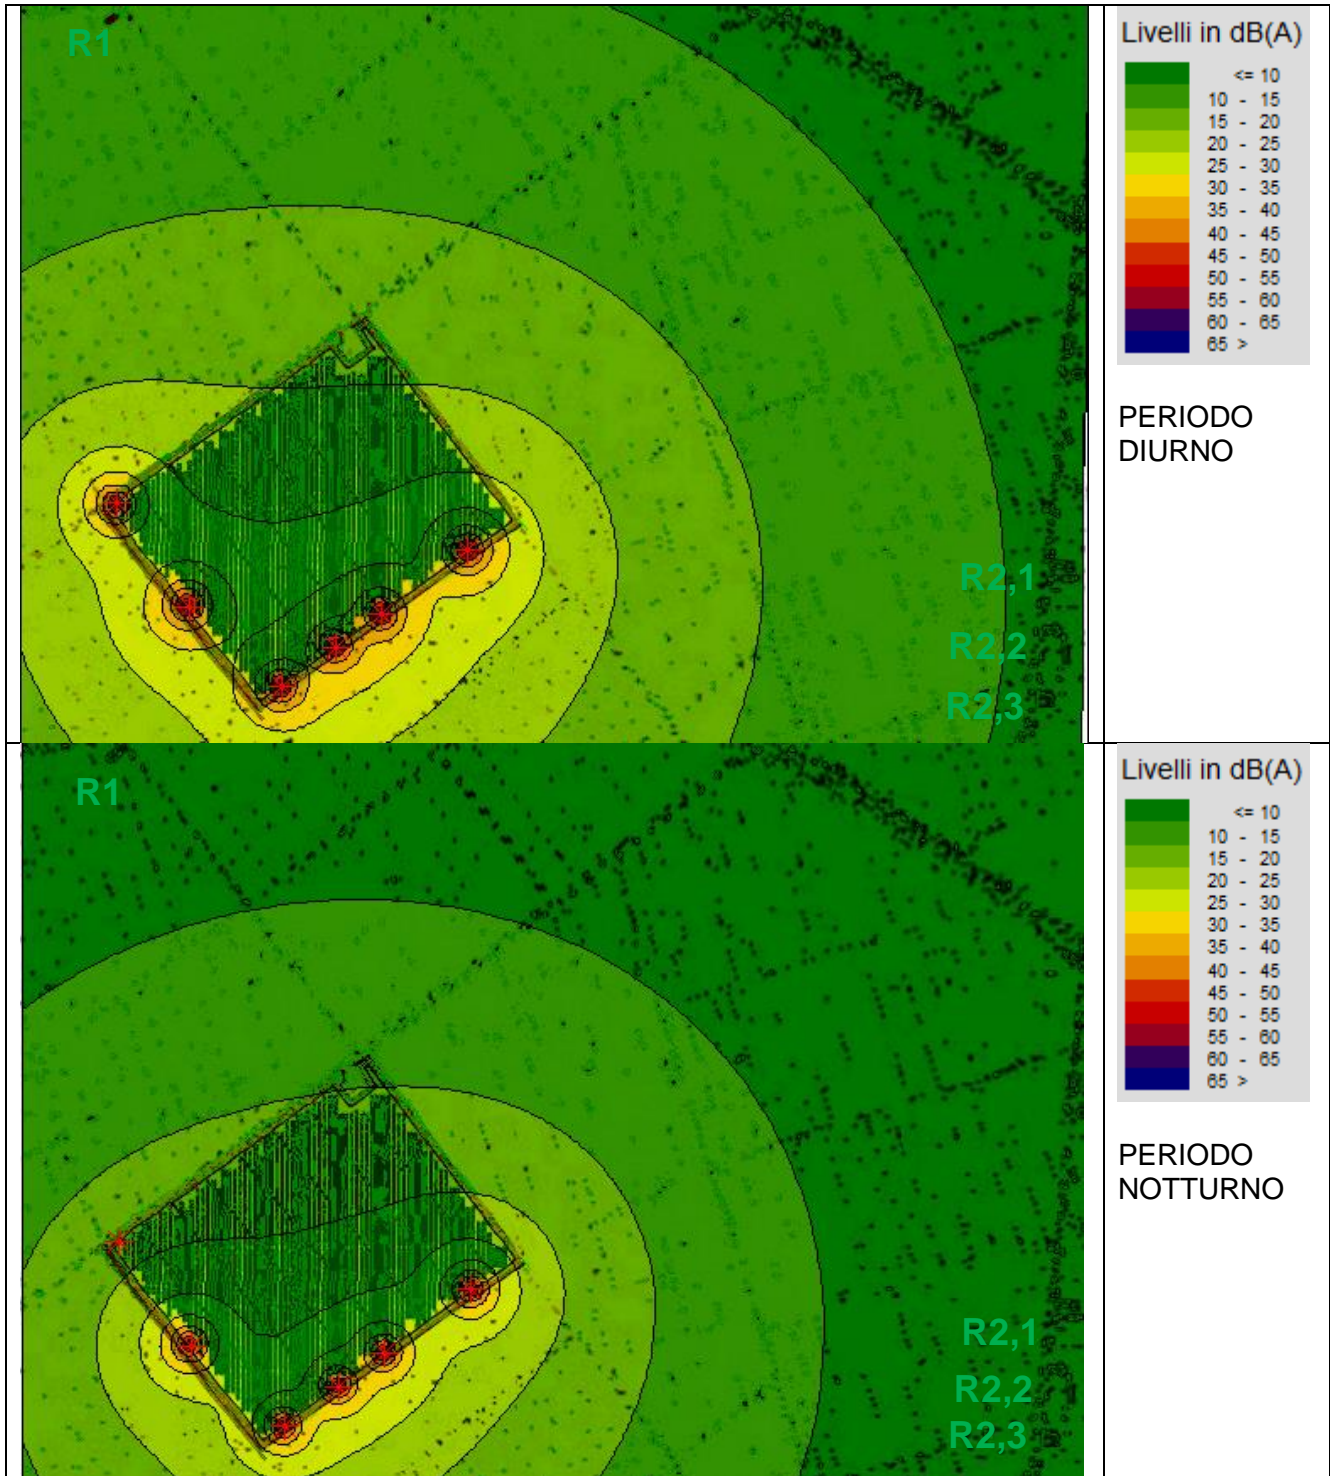 R1
R2,1
R2,2
R2,3
Livelli in dB(A)
<= 10
10 - 15
15 - 20
20 - 25
25 - 30
30 - 35
35 - 40
40 - 45
45 - 50
50 - 55
55 - 60
60 - 65
65 >
PERIODO
DIURNO
R1
R2,1
R2,2
R2,3
Livelli in dB(A)
<= 10
10 - 15
15 - 20
20 - 25
25 - 30
30 - 35
35 - 40
40 - 45
45 - 50
50 - 55
55 - 60
60 - 65
65 >
PERIODO
NOTTURNO